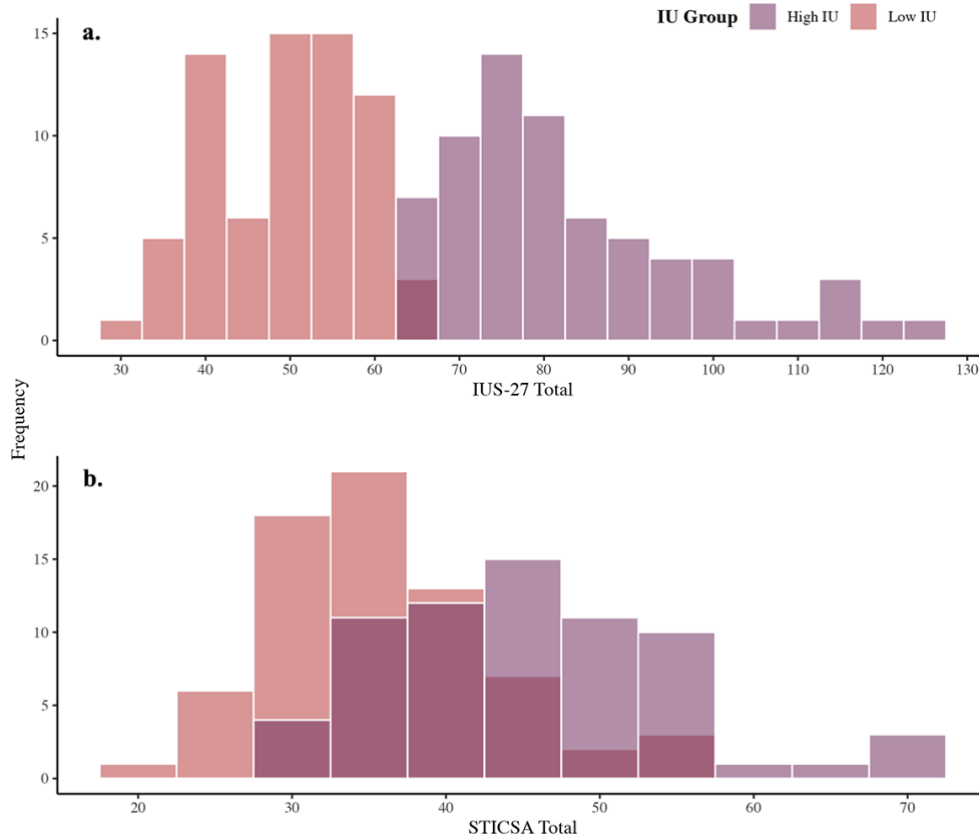 IU Group High IU Low IU
a.
15
10
5
0
30 40 50 60 70 80 90 100 110 120 130
IUS-27 Total
Frequency
b.
20
15
10
5
0
20 30 40 50 60 70
STICSA Total